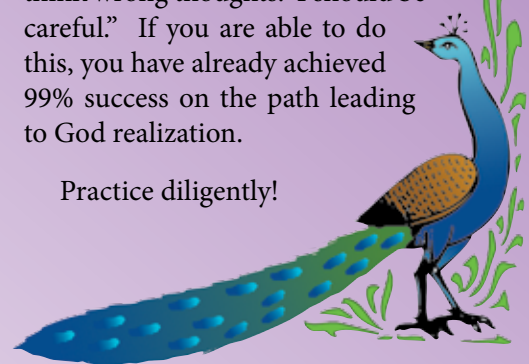 careful.” If you are able to do
this, you have already achieved
99% success on the path leading
to God realization.
Practice diligently!